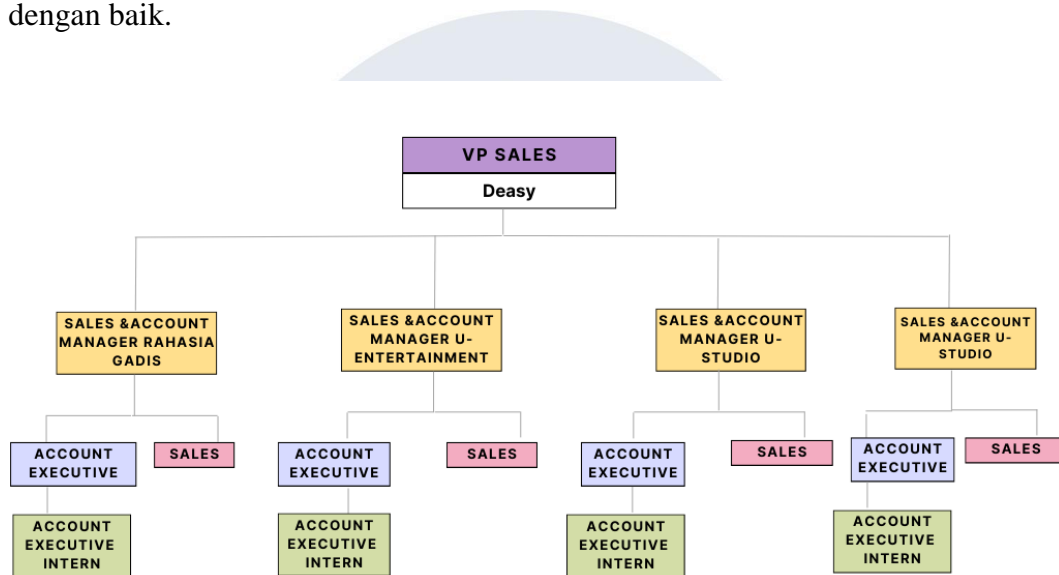 dengan baik.
VP SALES
Deasy
SALES &ACCOUNT
MANAGER RAHASIA
GADIS
SALES &ACCOUNT
MANAGER U-
ENTERTAINMENT
SALES &ACCOUNT
MANAGER U-
STUDIO
SALES &ACCOUNT
MANAGER U-
STUDIO
ACCOUNT
EXECUTIVE
SALES
ACCOUNT
EXECUTIVE
SALES
ACCOUNT
EXECUTIVE
SALES
ACCOUNT
EXECUTIVE
SALES
ACCOUNT
EXECUTIVE
INTERN
ACCOUNT
EXECUTIVE
INTERN
ACCOUNT
EXECUTIVE
INTERN
ACCOUNT
EXECUTIVE
INTERN